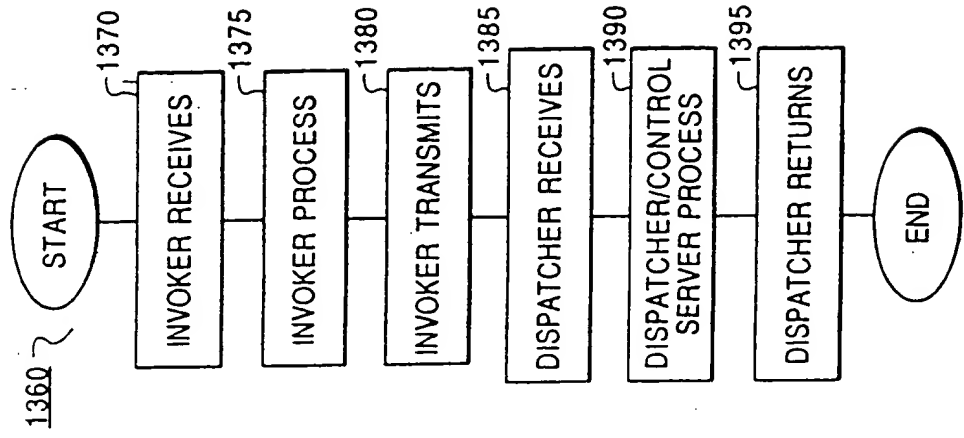 1360
START
1370
INVOKER RECEIVES
1375
INVOKER PROCESS
1380
INVOKER TRANSMITS
1385
DISPATCHER RECEIVES
1390
DISPATCHER/CONTROL
SERVER PROCESS
1395
DISPATCHER RETURNS
END